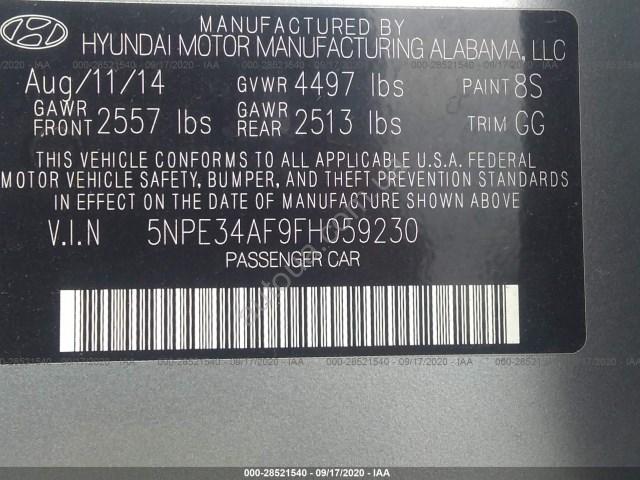 MANUFACTURED BY
HYUNDAI MOTOR MANUFACTURING ALABAMA, LLC
Aug/11/14 GVWR 4497 lbs PAINT 8S
GAWR FRONT 2557 lbs GAWR REAR 2513 lbs TRIM GG
THIS VEHICLE CONFORMS TO ALL APPLICABLE U.S.A. FEDERAL
MOTOR VEHICLE SAFETY, BUMPER, AND THEFT PREVENTION STANDARDS
IN EFFECT ON THE DATE OF MANUFACTURE SHOWN ABOVE
V.I.N 5NPE34AF9FH059230
PASSENGER CAR
000-28521540 - 09/17/2020 - IAA